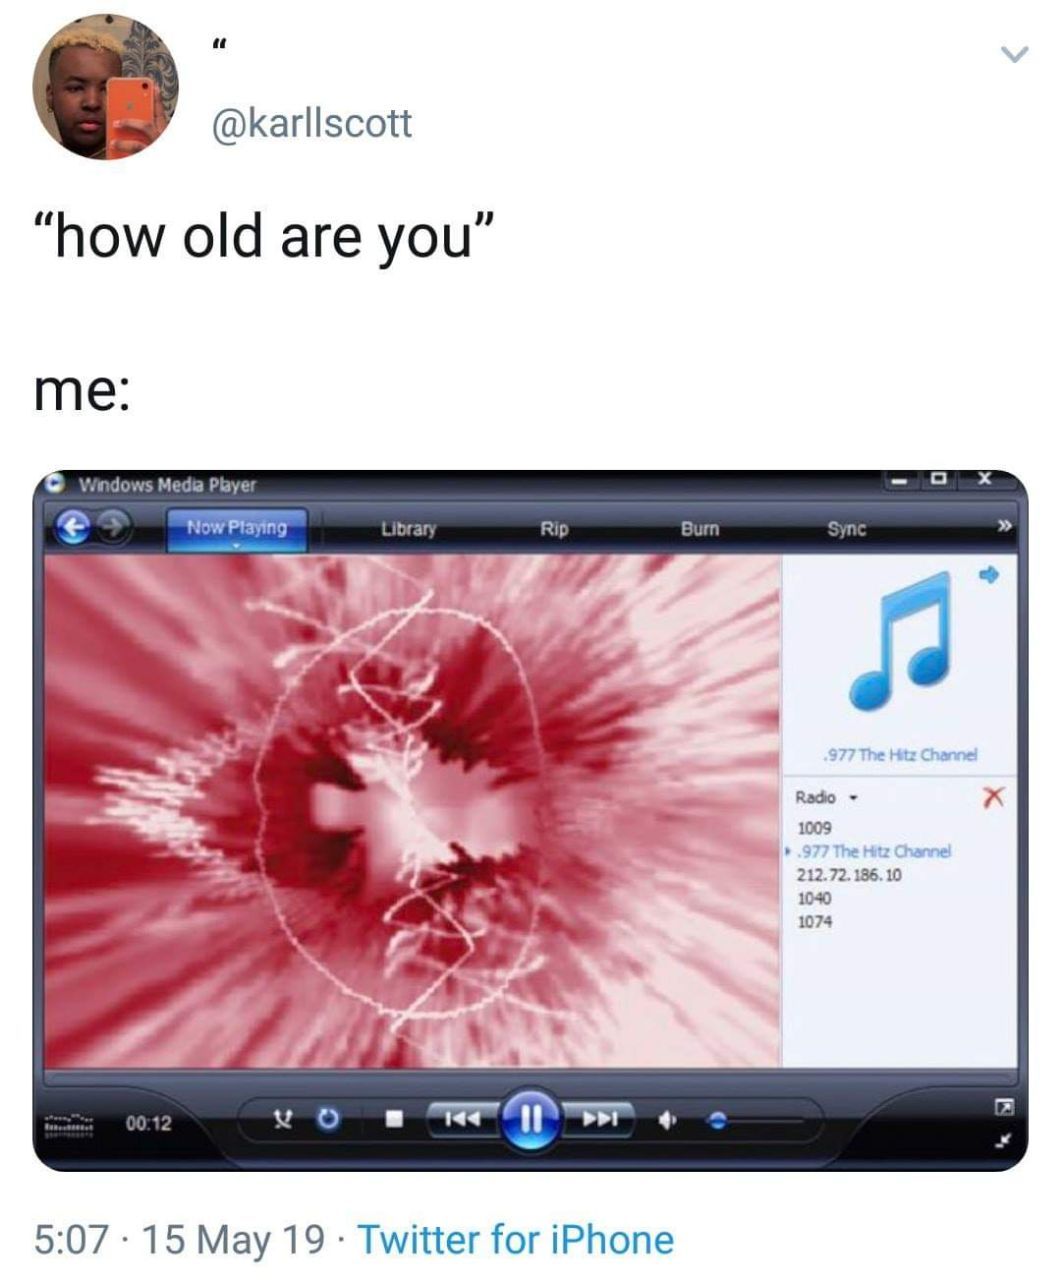 “
@karllscott
“how old are you”
me:
Windows Media Player
Now Playing Library Rip Burn Sync
.977 The Hitz Channel
Radio
1009
.977 The Hitz Channel
212.72.186.10
1040
1074
00:12
5:07 · 15 May 19 · Twitter for iPhone